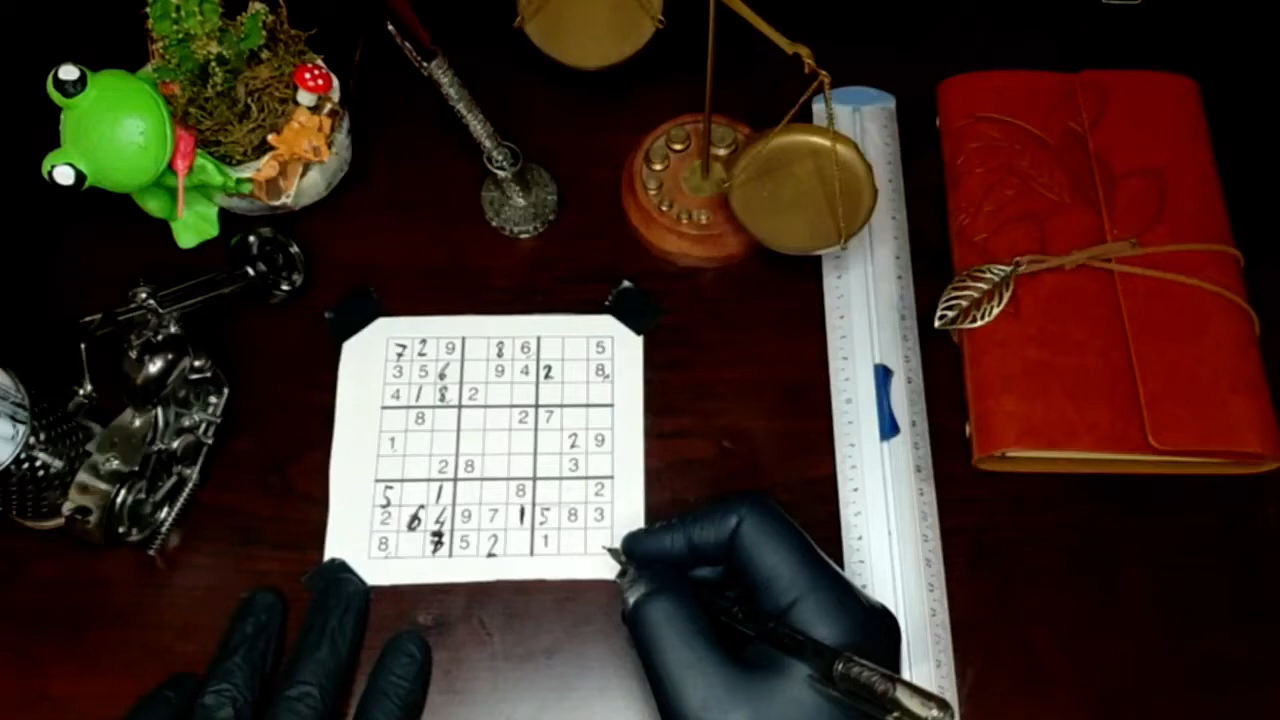 7 2 9 8 6 5
3 5 6 9 4 2 8
4 1 8 2
8 2 7
1 2 9
2 8 3
5 1 8 2
2 6 4 9 7 1 5 8 3
8 7 5 2 1